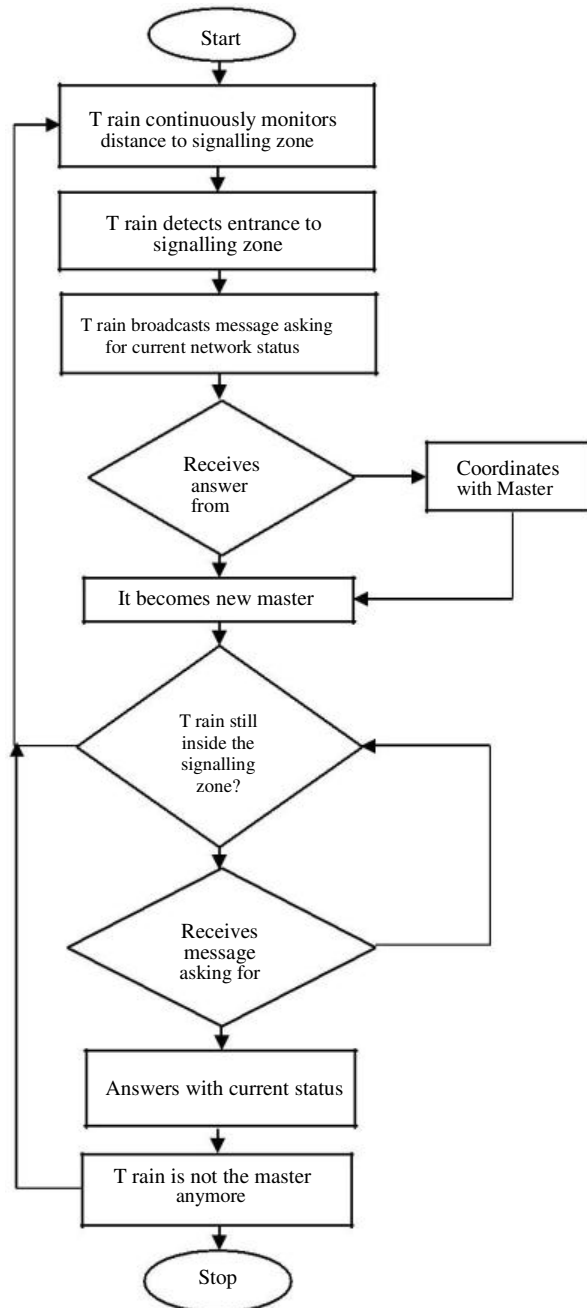 Start
T rain continuously monitors
distance to signalling zone
T rain detects entrance to
signalling zone
T rain broadcasts message asking
for current network status
Receives
answer
from
Coordinates
with Master
It becomes new master
T rain still
inside the
signalling
zone?
Receives
message
asking for
Answers with current status
T rain is not the master
anymore
Stop